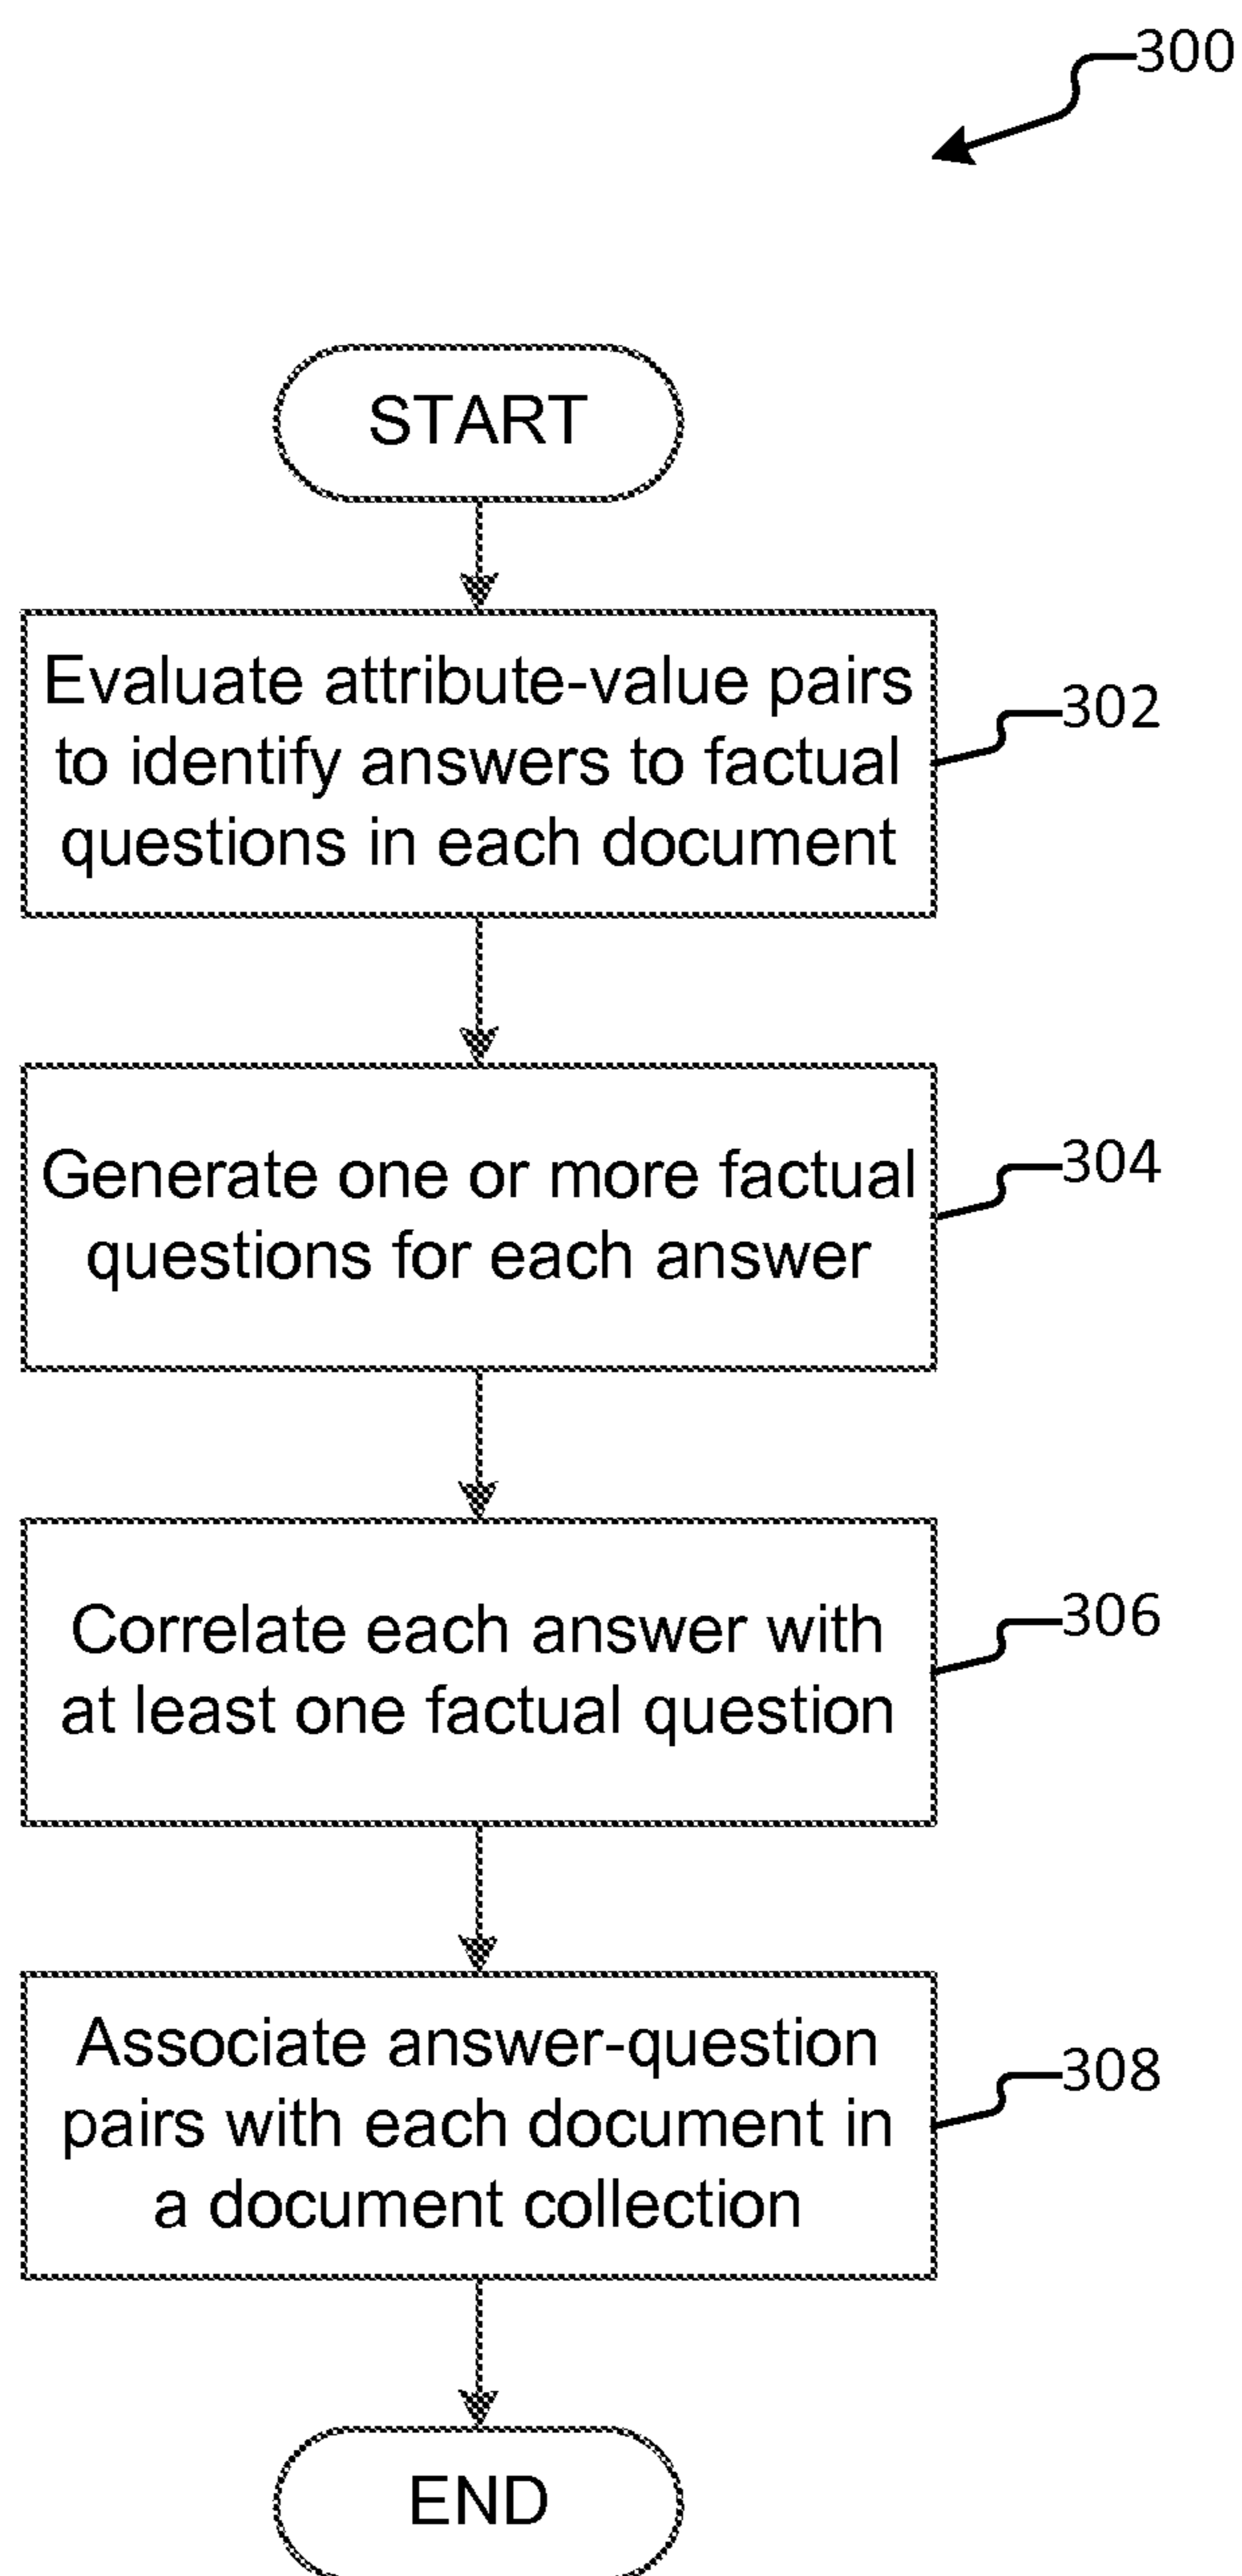 300
START
Evaluate attribute-value pairs
to identify answers to factual
questions in each document
302
Generate one or more factual
questions for each answer
304
Correlate each answer with
at least one factual question
306
Associate answer-question
pairs with each document in
a document collection
308
END